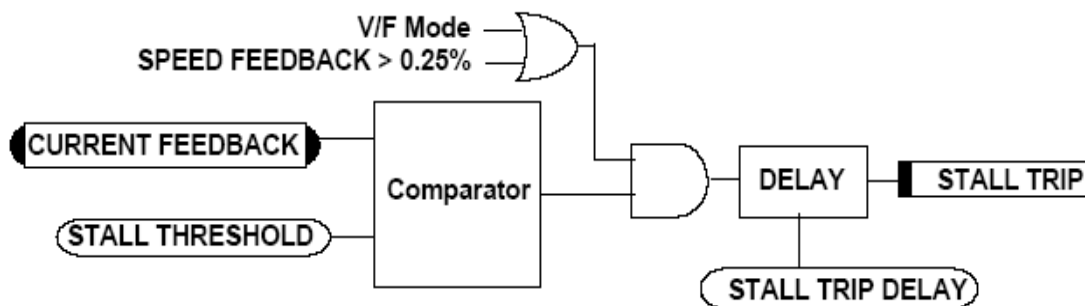 V/F Mode
SPEED FEEDBACK > 0.25%
CURRENT FEEDBACK
Comparator
DELAY
STALL TRIP
STALL THRESHOLD
STALL TRIP DELAY